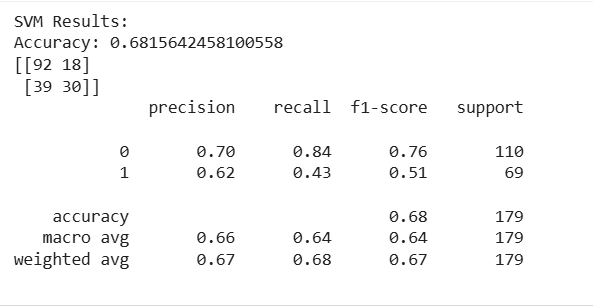 SVM Results:
Accuracy: 0.6815642458100558
[[92 18]
 [39 30]]
              precision    recall  f1-score   support

           0       0.70      0.84      0.76       110
           1       0.62      0.43      0.51        69

    accuracy                           0.68       179
   macro avg       0.66      0.64      0.64       179
weighted avg       0.67      0.68      0.67       179